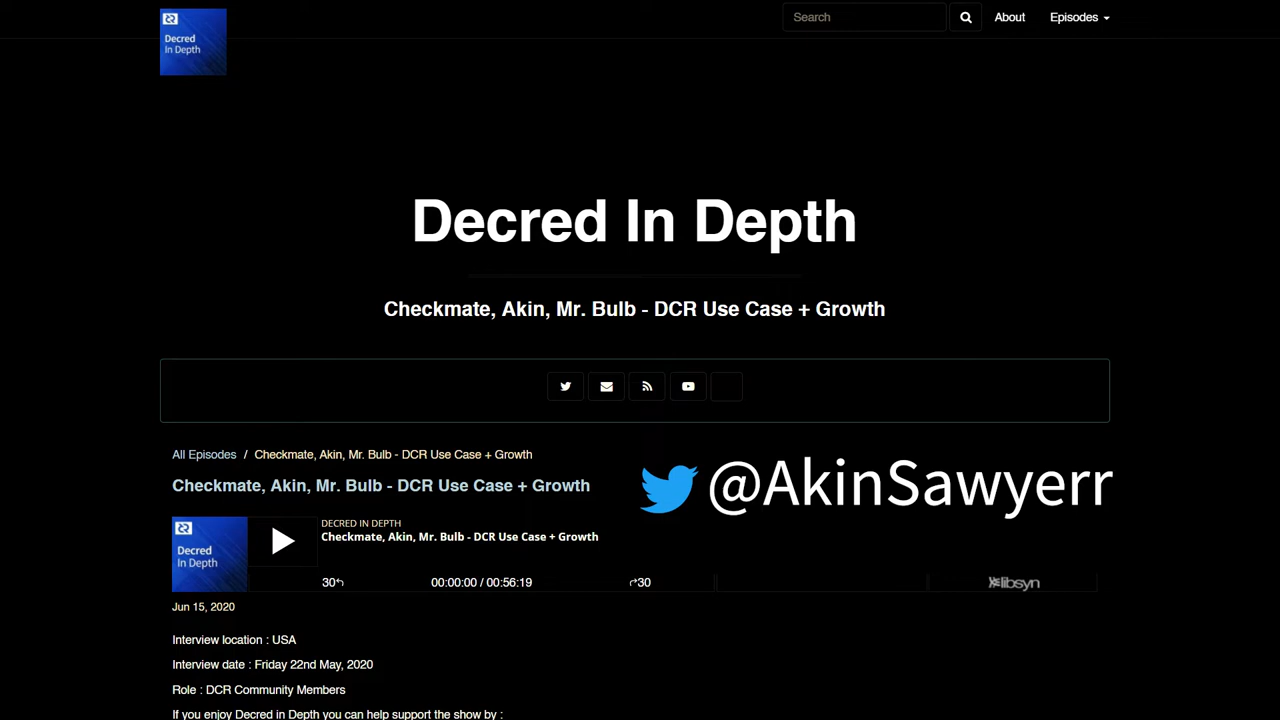 Decred
In Depth
Search
About
Episodes
Decred In Depth
Checkmate, Akin, Mr. Bulb - DCR Use Case + Growth
All Episodes / Checkmate, Akin, Mr. Bulb - DCR Use Case + Growth
Checkmate, Akin, Mr. Bulb - DCR Use Case + Growth
@AkinSawyerr
Decred
In Depth
DECRED IN DEPTH
Checkmate, Akin, Mr. Bulb - DCR Use Case + Growth
30 00:00:00 / 00:56:19 30
libsyn
Jun 15, 2020
Interview location : USA
Interview date : Friday 22nd May, 2020
Role : DCR Community Members
If you enjoy Decred in Depth you can help support the show by :